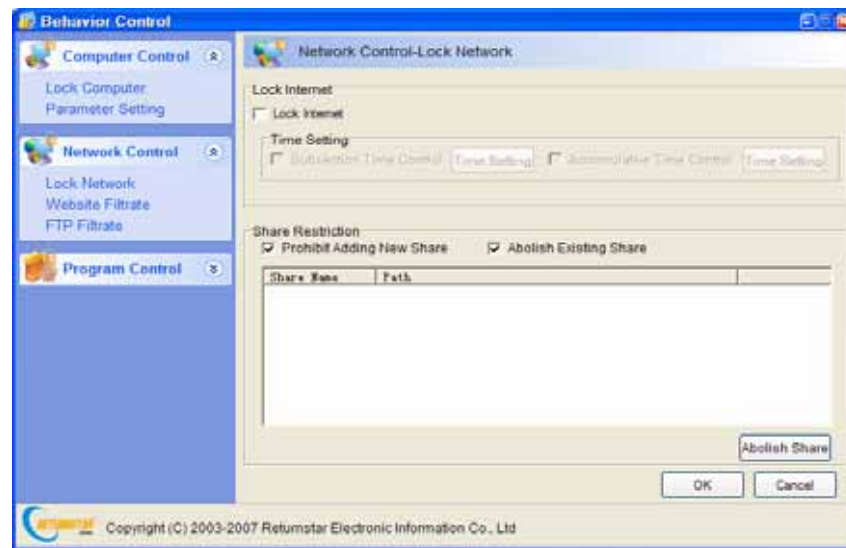 Behavior Control
Computer Control
Lock Computer
Parameter Setting
Network Control
Lock Network
Website Filtrate
FTP Filtrate
Program Control
Network Control-Lock Network
Lock Internet
Lock Internet
Time Setting
Time Control Time Setting Accumulative Time Control Time Setting
Share Restriction
Prohibit Adding New Share Abolish Existing Share
Share Name Path
Abolish Share
OK Cancel
Copyright (C) 2003-2007 Returnstar Electronic Information Co., Ltd